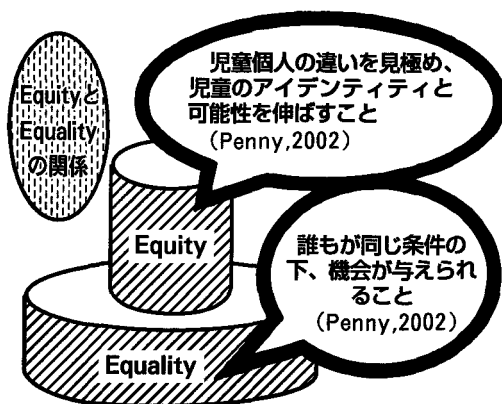 Equityと
Equality
の関係
児童個人の違いを見極め、
児童のアイデンティティと
可能性を伸ばすこと
(Penny,2002)
Equity
誰もが同じ条件の
下、機会が与えられ
ること
(Penny,2002)
Equality